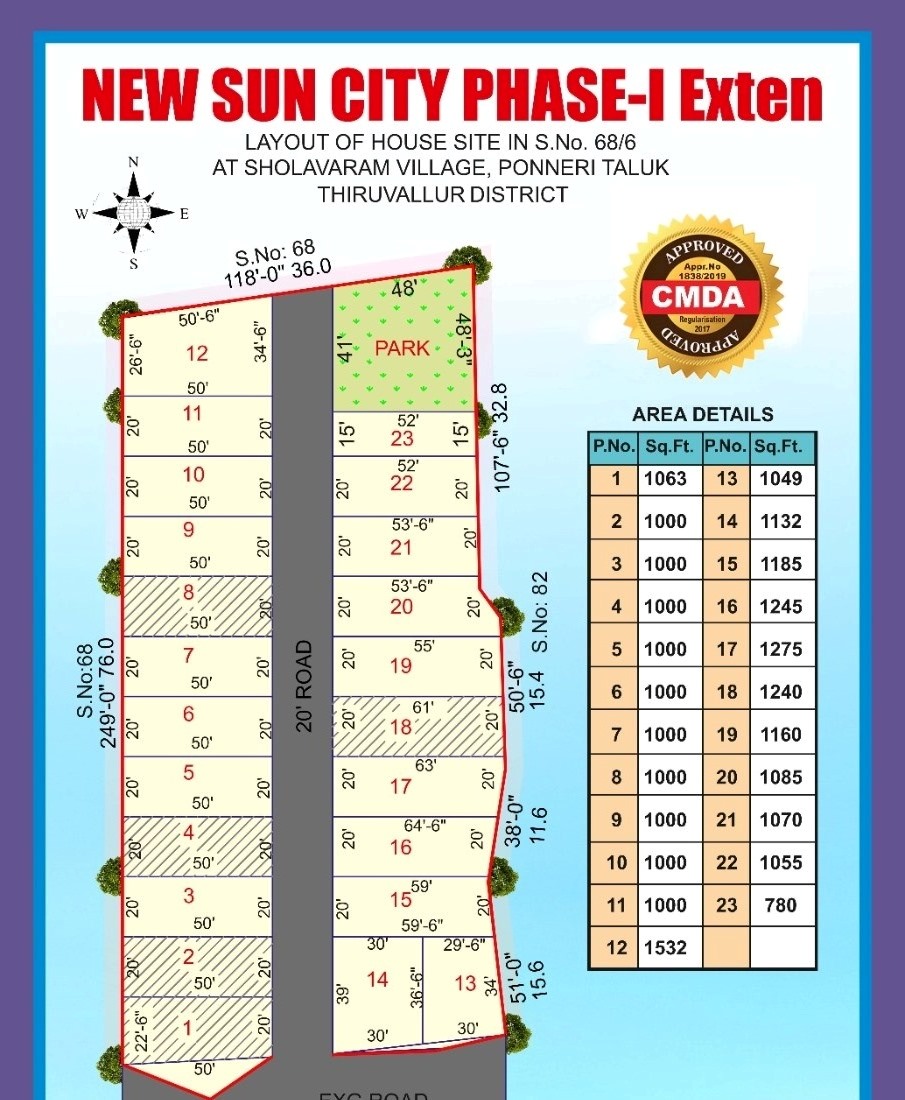 NEW SUN CITY PHASE-I Exten
LAYOUT OF HOUSE SITE IN S.No. 68/6
AT SHOLAVARAM VILLAGE, PONNERI TALUK
THIRUVALLUR DISTRICT
N
W E
S
APPROVED
Appr.No
1838/2019
CMDA
Regularisation
2017
APPROVED
S.No: 68
118'-0" 36.0
50'-6"
26'-6"
34'-6"
12
50'
11
20' 20'
50'
10
20' 20'
50'
9
20' 20'
50'
8
20'
50'
7
20' 20'
50'
6
20' 20'
50'
5
20' 20'
50'
4
20' 20'
50'
3
20' 20'
50'
2
20' 20'
50'
22'-6" 1 20'
50'
S.No:68
249'-0" 76.0
20' ROAD
48'
41' PARK 48'-3"
52'
15' 23 15'
52'
20' 22 20'
53'-6"
20' 21 20'
53'-6"
20' 20 20'
55'
20' 19 20'
61'
20' 18 20'
63'
20' 17 20'
64'-6"
20' 16 20'
59'
20' 15 20'
59'-6"
30' 29'-6"
14 13
39' 36'-6" 34'
30' 30'
107'-6" 32.8
S.No: 82
50'-6"
15.4
38'-0"
11.6
51'-0"
15.6
EXG ROAD
AREA DETAILS
P.No. Sq.Ft. P.No. Sq.Ft.
1 1063 13 1049
2 1000 14 1132
3 1000 15 1185
4 1000 16 1245
5 1000 17 1275
6 1000 18 1240
7 1000 19 1160
8 1000 20 1085
9 1000 21 1070
10 1000 22 1055
11 1000 23 780
12 1532